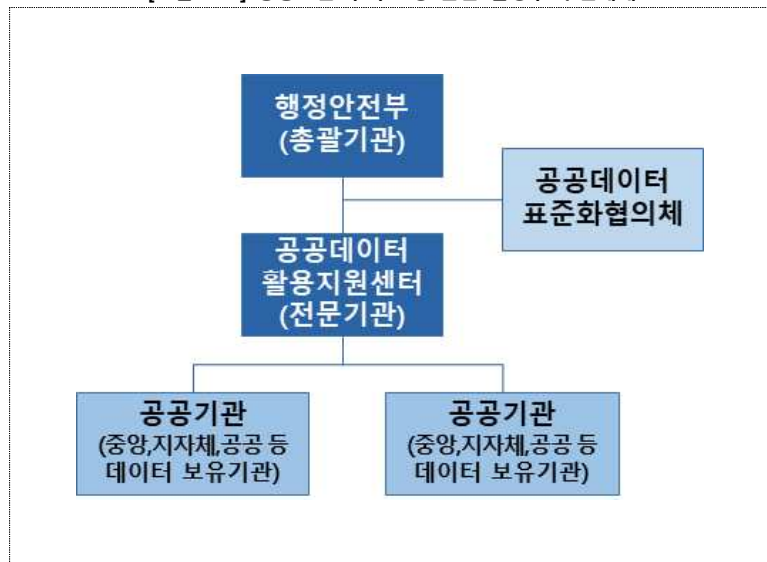 행정안전부
(총괄기관)
공공데이터
표준화협의체
공공데이터
활용지원센터
(전문기관)
공공기관
(중앙,지자체,공공 등
데이터 보유기관)
공공기관
(중앙,지자체,공공 등
데이터 보유기관)